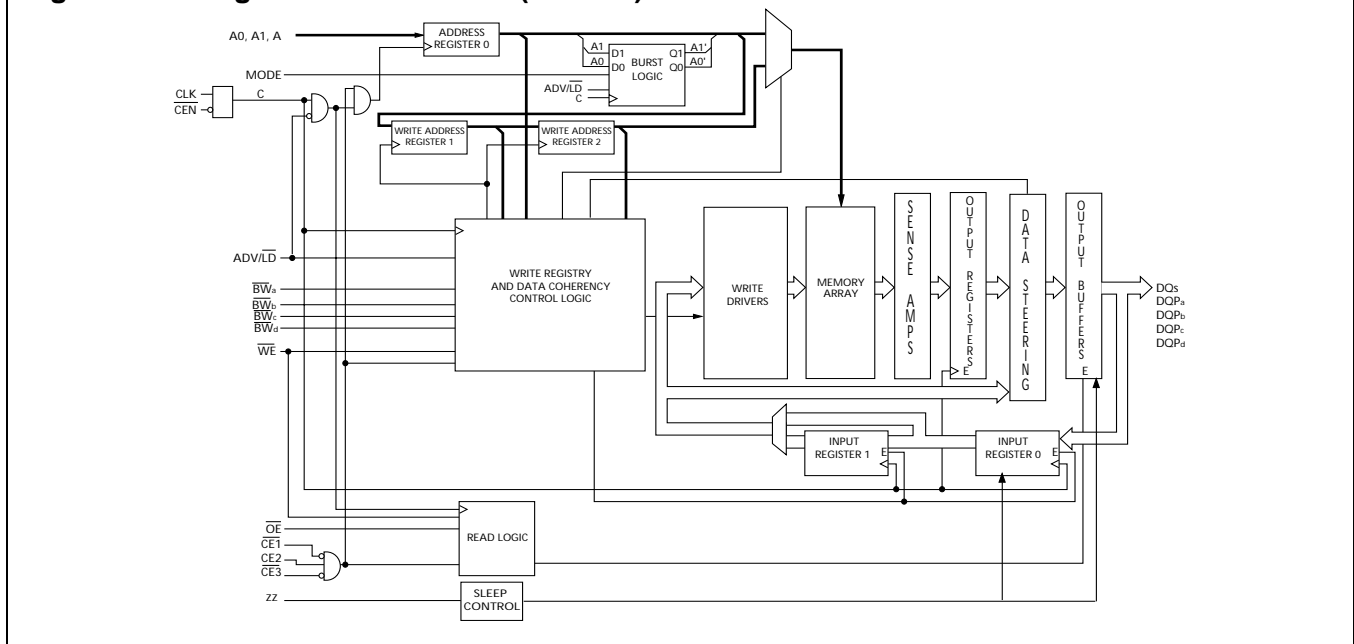 A0, A1, A
ADDRESS
REGISTER 0
A1
A0
D1
D0
BURST
LOGIC
Q1
Q0
A1'
A0'
MODE
ADV/LD
C
CLK
CEN
C
WRITE ADDRESS
REGISTER 1
WRITE ADDRESS
REGISTER 2
ADV/LD
BWa
BWb
BWc
BWd
WE
WRITE REGISTRY
AND DATA COHERENCY
CONTROL LOGIC
WRITE
DRIVERS
MEMORY
ARRAY
SENSE AMPS
OUTPUT REGISTERS
E
DATA STEERING
OUTPUT BUFFERS
E
DQs
DQPa
DQPb
DQPc
DQPd
INPUT
REGISTER 1
E
INPUT
REGISTER 0
E
OE
CE1
CE2
CE3
READ LOGIC
ZZ
SLEEP
CONTROL